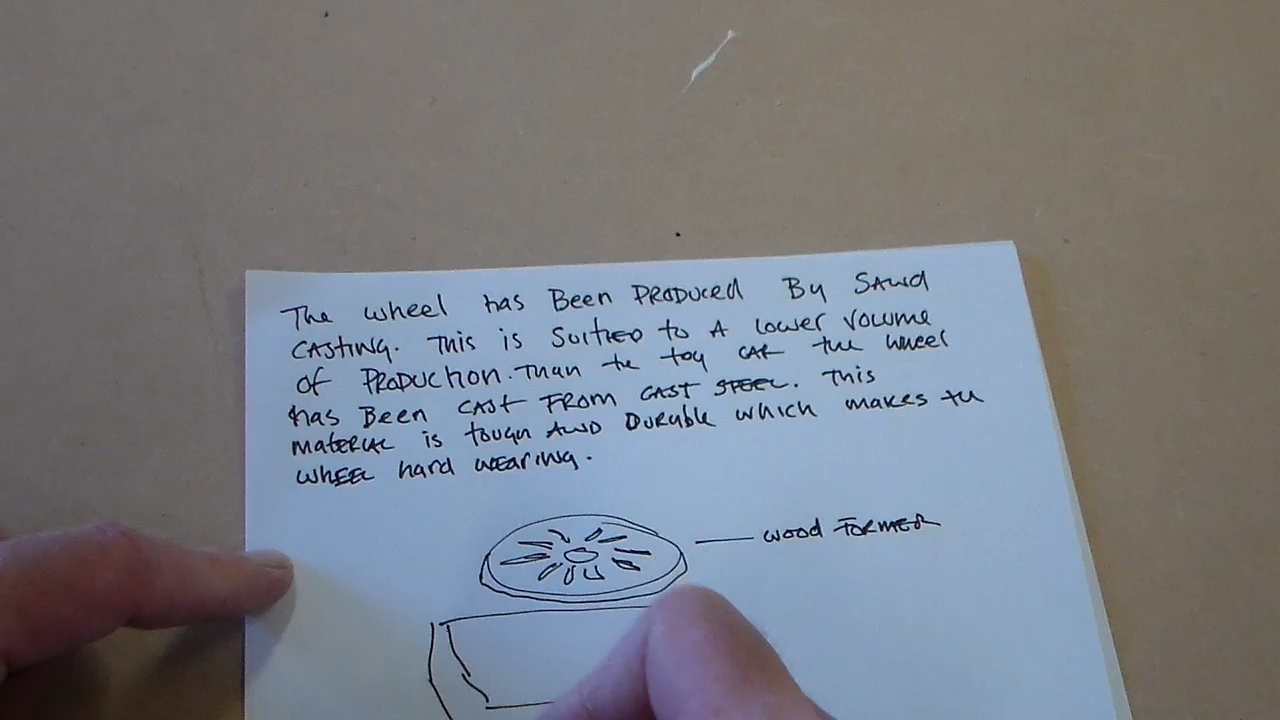 The wheel has Been PRODUCED By SAND
CASTING. This is SUITED to A lower volume
of PRODUCTION. Than the toy CAR the wheel
has Been CAST FROM CAST STEEL. This
MATERIAL is tough AND DURABLE which makes the
WHEEL hard WEARING.
wood FORMER